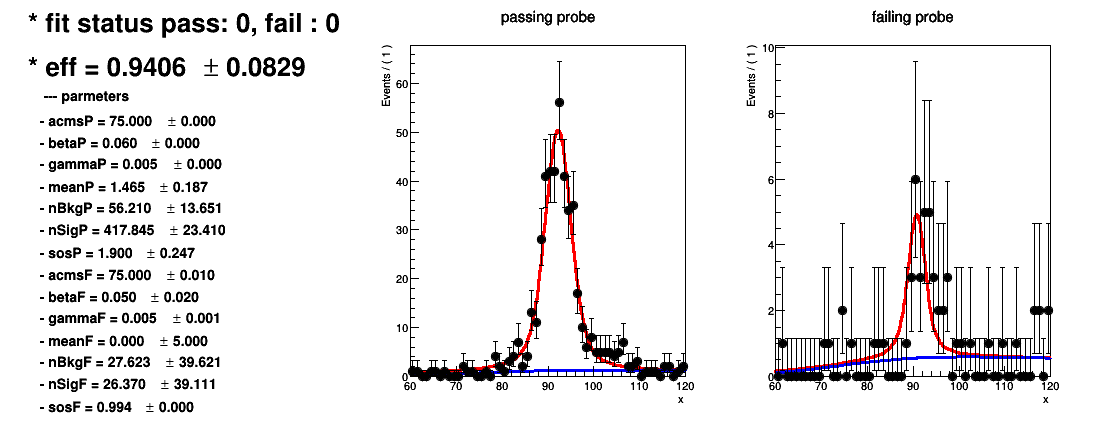 * fit status pass: 0, fail : 0
* eff = 0.9406 ± 0.0829
--- parmeters
- acmsP = 75.000 ± 0.000
- betaP = 0.060 ± 0.000
- gammaP = 0.005 ± 0.000
- meanP = 1.465 ± 0.187
- nBkgP = 56.210 ± 13.651
- nSigP = 417.845 ± 23.410
- sosP = 1.900 ± 0.247
- acmsF = 75.000 ± 0.010
- betaF = 0.050 ± 0.020
- gammaF = 0.005 ± 0.001
- meanF = 0.000 ± 5.000
- nBkgF = 27.623 ± 39.621
- nSigF = 26.370 ± 39.111
- sosF = 0.994 ± 0.000
passing probe
Events / ( 1 )
60
50
40
30
20
10
0
60 70 80 90 100 110 120
x
failing probe
Events / ( 1 )
10
8
6
4
2
0
60 70 80 90 100 110 120
x